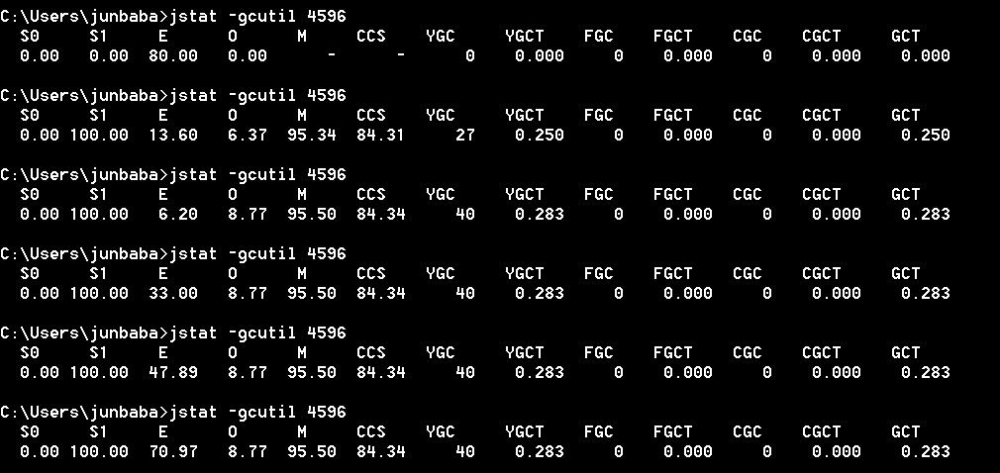 C:\Users\junbaba>jstat -gcutil 4596
S0 S1 E O M CCS YGC YGCT FGC FGCT CGC CGCT GCT
0.00 0.00 80.00 0.00 - - 0 0.000 0 0.000 0 0.000 0.000
C:\Users\junbaba>jstat -gcutil 4596
S0 S1 E O M CCS YGC YGCT FGC FGCT CGC CGCT GCT
0.00 100.00 13.60 6.37 95.34 84.31 27 0.250 0 0.000 0 0.000 0.250
C:\Users\junbaba>jstat -gcutil 4596
S0 S1 E O M CCS YGC YGCT FGC FGCT CGC CGCT GCT
0.00 100.00 6.20 8.77 95.50 84.34 40 0.283 0 0.000 0 0.000 0.283
C:\Users\junbaba>jstat -gcutil 4596
S0 S1 E O M CCS YGC YGCT FGC FGCT CGC CGCT GCT
0.00 100.00 33.00 8.77 95.50 84.34 40 0.283 0 0.000 0 0.000 0.283
C:\Users\junbaba>jstat -gcutil 4596
S0 S1 E O M CCS YGC YGCT FGC FGCT CGC CGCT GCT
0.00 100.00 47.89 8.77 95.50 84.34 40 0.283 0 0.000 0 0.000 0.283
C:\Users\junbaba>jstat -gcutil 4596
S0 S1 E O M CCS YGC YGCT FGC FGCT CGC CGCT GCT
0.00 100.00 70.97 8.77 95.50 84.34 40 0.283 0 0.000 0 0.000 0.283